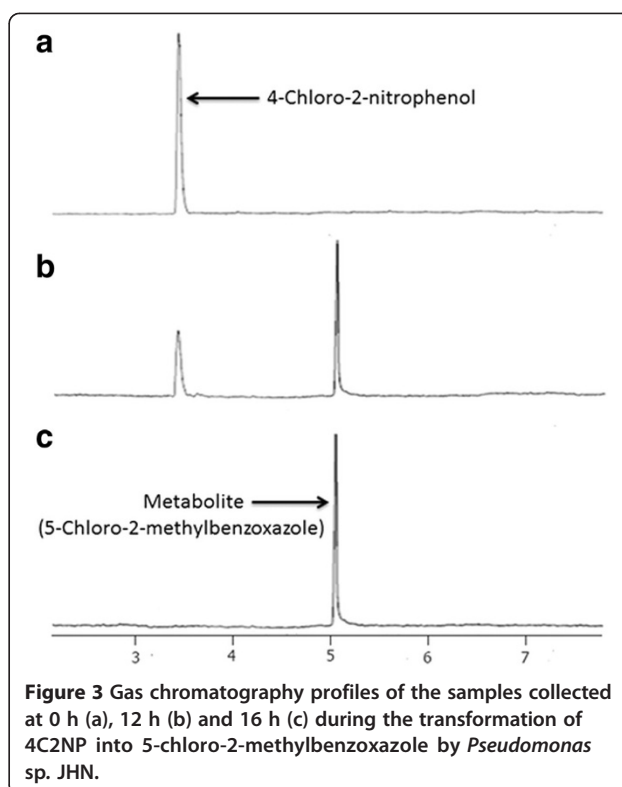 a
4-Chloro-2-nitrophenol
b
c
Metabolite
(5-Chloro-2-methylbenzoxazole)
3 4 5 6 7
Figure 3 Gas chromatography profiles of the samples collected
at 0 h (a), 12 h (b) and 16 h (c) during the transformation of
4C2NP into 5-chloro-2-methylbenzoxazole by Pseudomonas
sp. JHN.